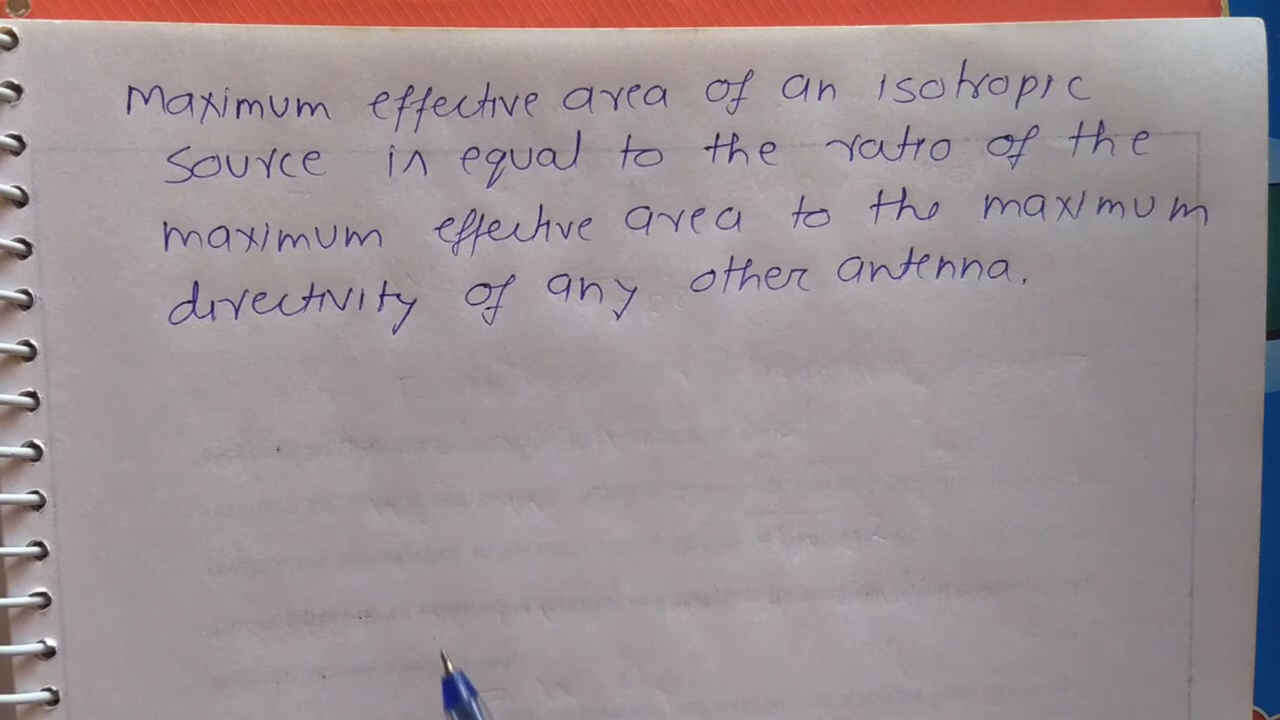 Maximum effective area of an isotropic
source in equal to the ratio of the
maximum effective area to the maximum
directivity of any other antenna.